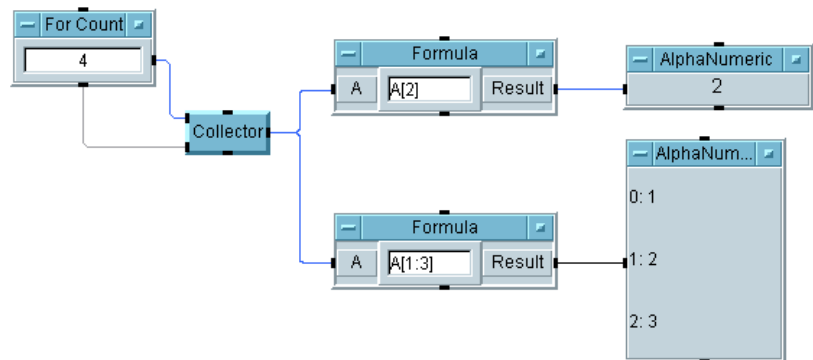 For Count
4
Collector
Formula
A
A[2]
Result
AlphaNumeric
2
Formula
A
A[1:3]
Result
AlphaNum...
0: 1
1: 2
2: 3